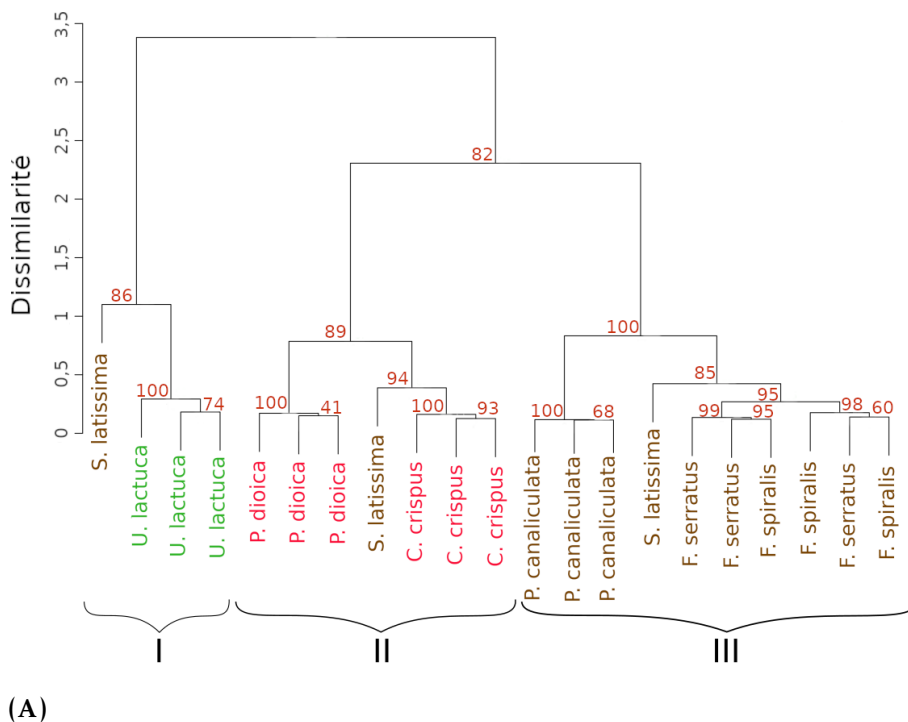 Dissimilarité
3,5
3
2,5
2
1,5
1
0,5
0
82
86
89
100
94
85
95
100
74
100
41
100
93
100
68
99
95
98
60
S. latissima
U. lactuca
U. lactuca
U. lactuca
P. dioica
P. dioica
P. dioica
S. latissima
C. crispus
C. crispus
C. crispus
P. canaliculata
P. canaliculata
P. canaliculata
S. latissima
F. serratus
F. serratus
F. spiralis
F. spiralis
F. serratus
F. spiralis
I
II
III
(A)